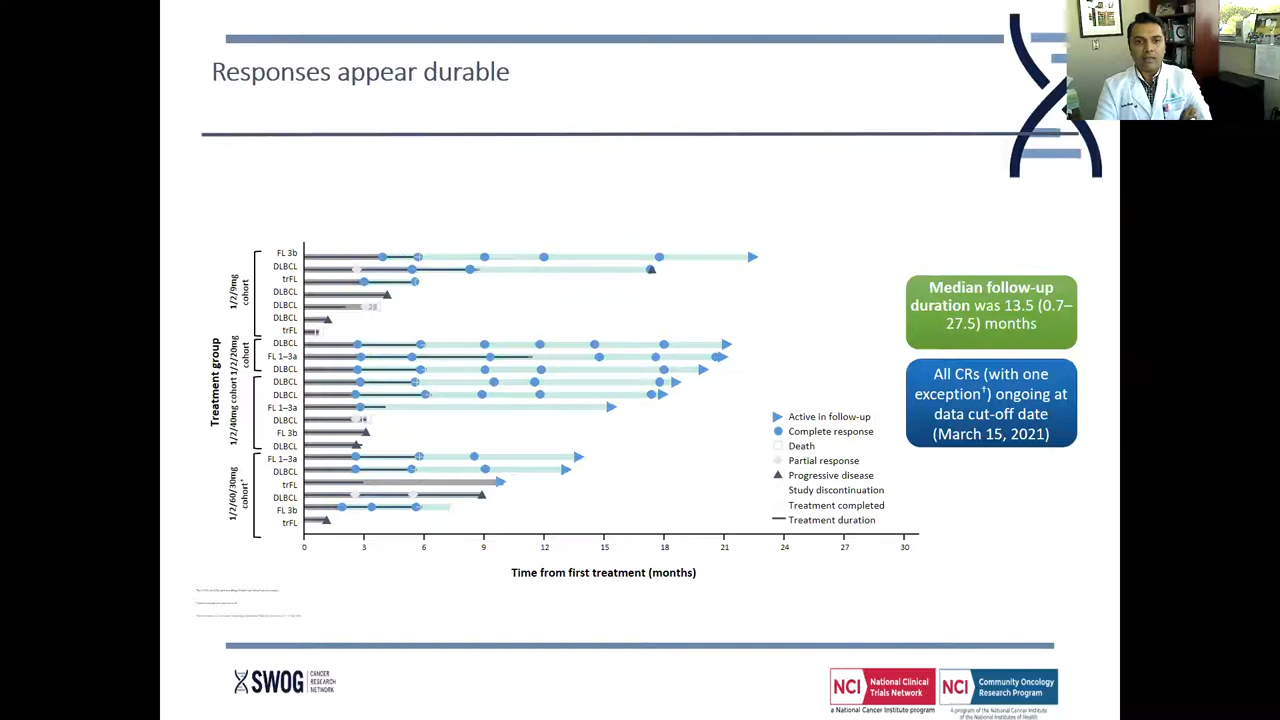 Responses appear durable
Treatment group
1/2/9mg
cohort
1/2/20mg
cohort
1/2/40mg cohort
1/2/60/30mg
cohort*
FL 3b
DLBCL
trFL
DLBCL
DLBCL
DLBCL
trFL
DLBCL
FL 1–3a
DLBCL
DLBCL
DLBCL
FL 1–3a
DLBCL
FL 3b
DLBCL
FL 1–3a
DLBCL
trFL
DLBCL
FL 3b
trFL
0 3 6 9 12 15 18 21 24 27 30
Time from first treatment (months)
Active in follow-up
Complete response
Death
Partial response
Progressive disease
Study discontinuation
Treatment completed
Treatment duration
Median follow-up
duration was 13.5 (0.7–
27.5) months
All CRs (with one
exception†) ongoing at
data cut-off date
(March 15, 2021)
SWOG CANCER
RESEARCH
NETWORK
NCI National Clinical
Trials Network
a National Cancer Institute program
NCI Community Oncology
Research Program
A program of the National Cancer Institute
of the National Institutes of Health